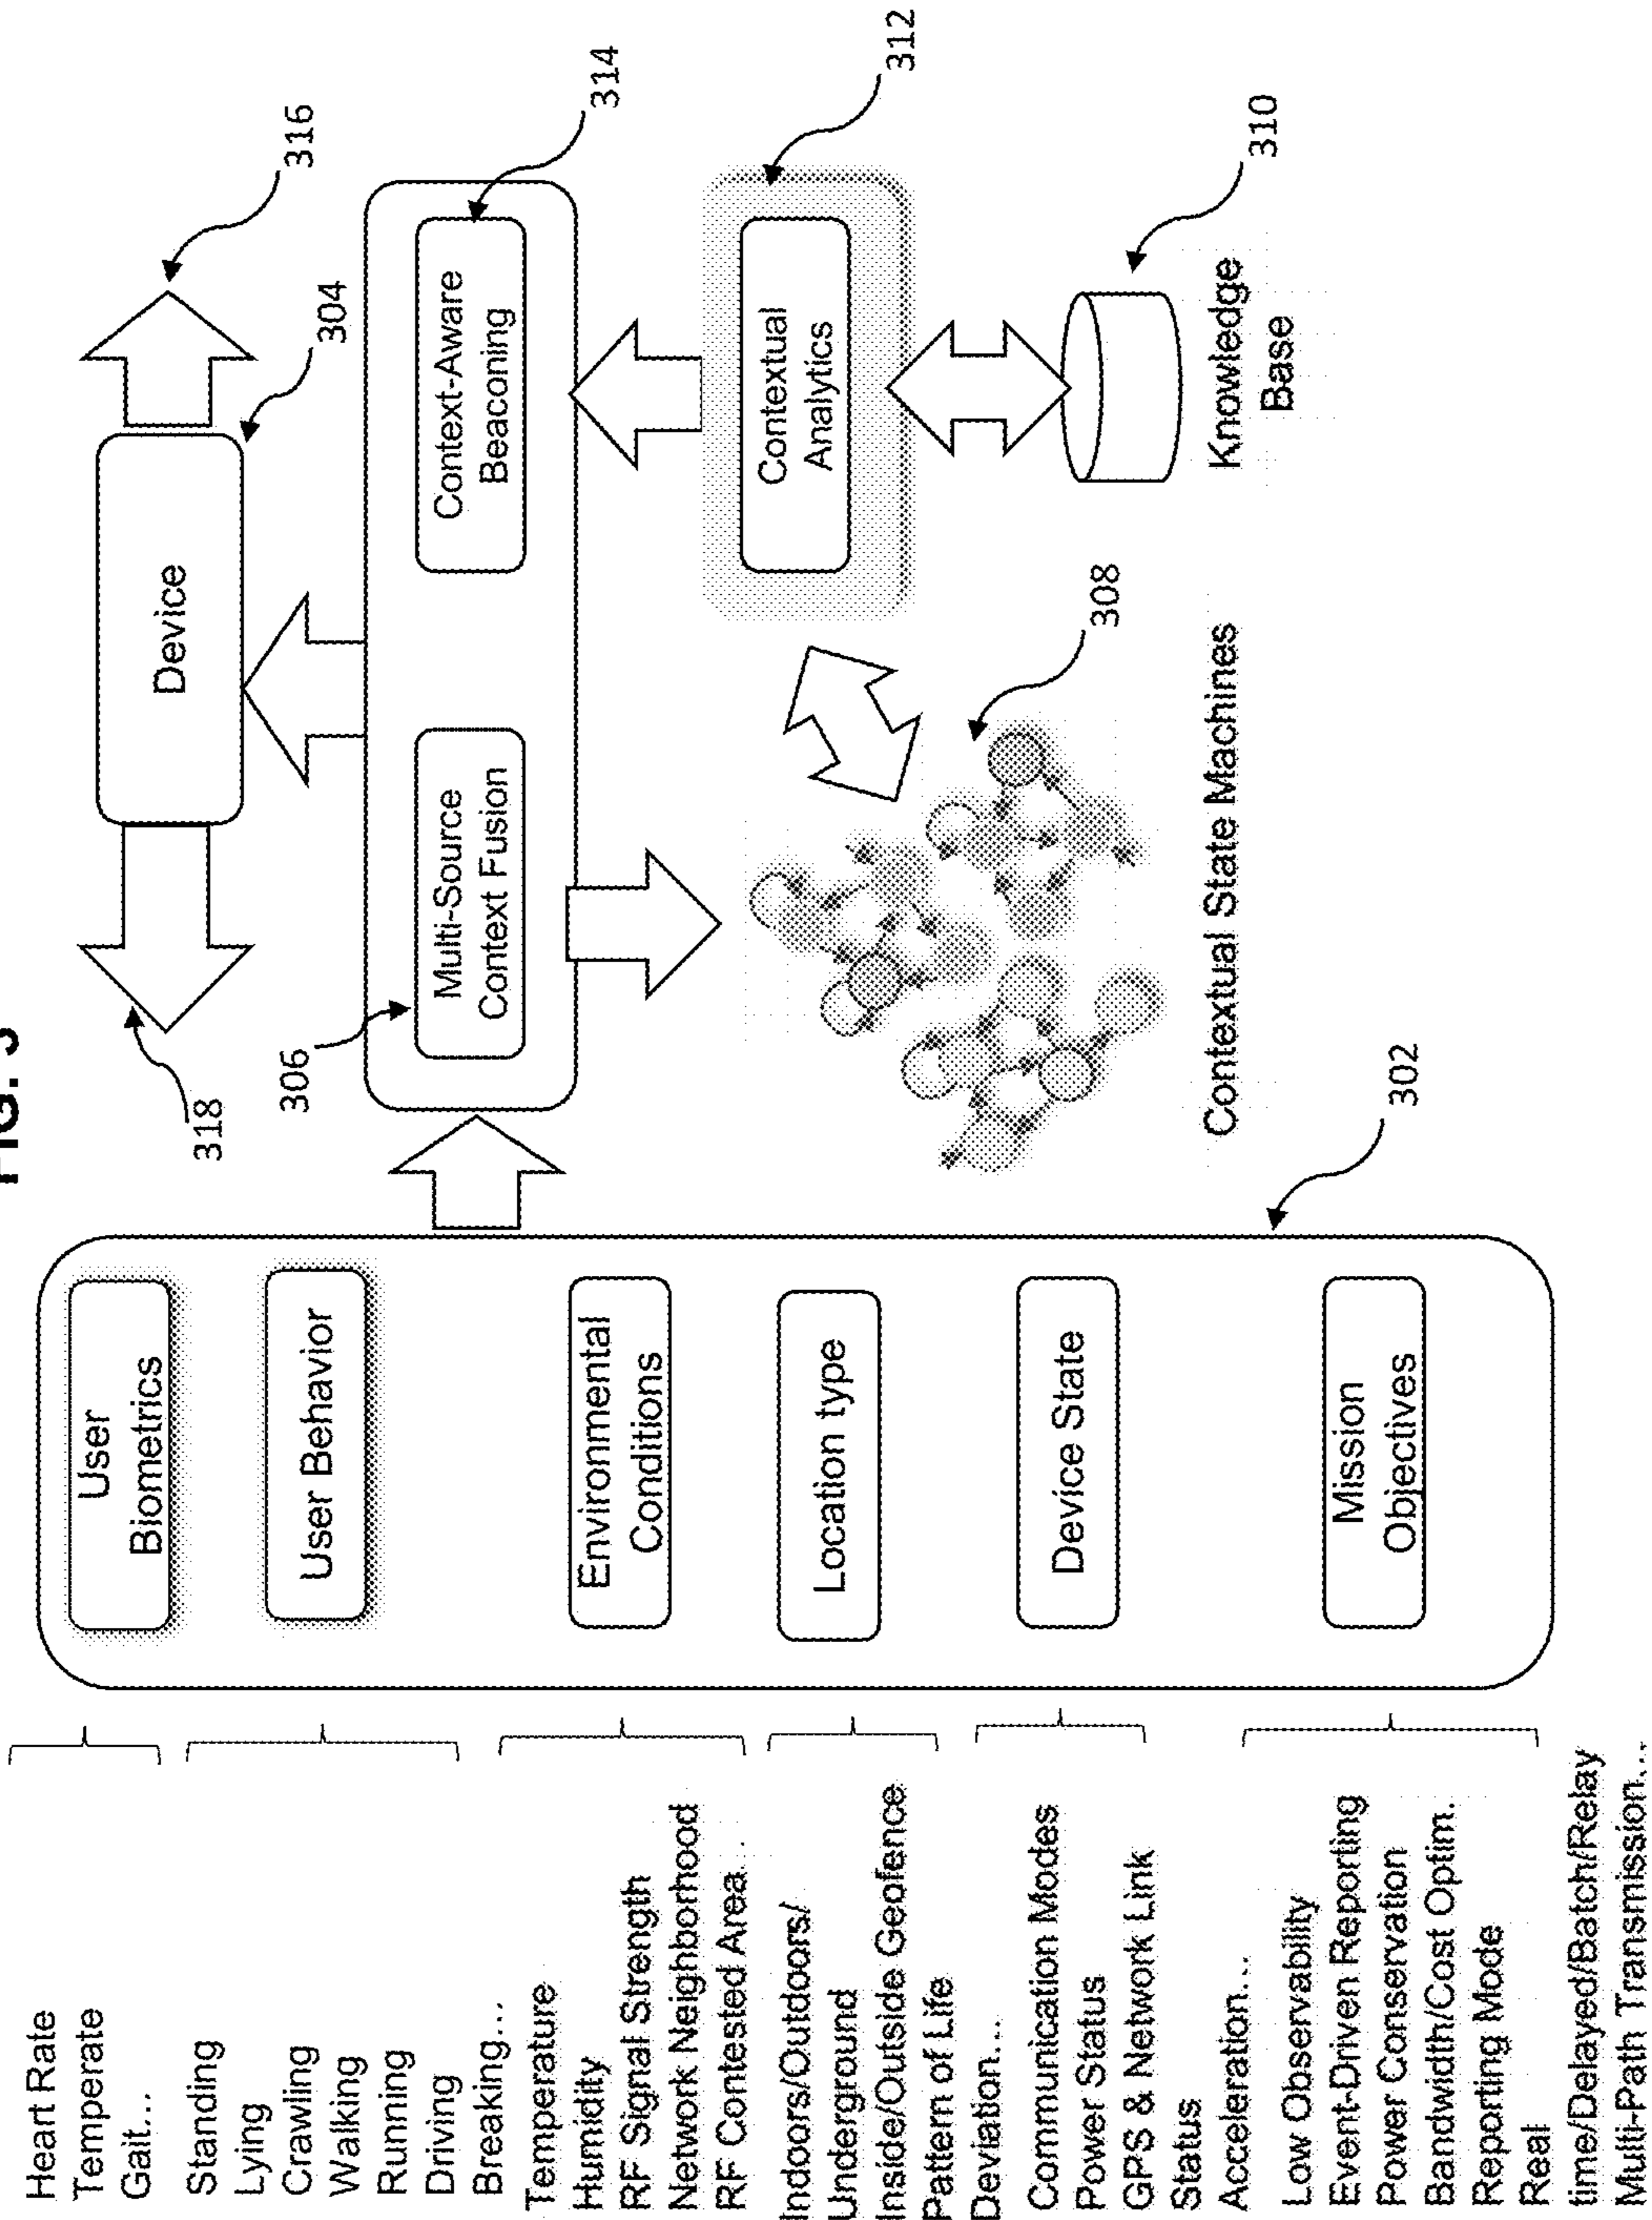 FIG. 3
Heart Rate
Temperate
Gait...
Standing
Lying
Crawling
Walking
Running
Driving
Breaking...
Temperature
Humidity
RF Signal Strength
Network Neighborhood
RF Contested Area...
Indoors/Outdoors/
Underground
Inside/Outside Geofence
Pattern of Life
Deviation...
Communication Modes
Power Status
GPS & Network Link
Status
Acceleration...
Low Observability
Event-Driven Reporting
Power Conservation
Bandwidth/Cost Optim.
Reporting Mode
Real
time/Delayed/Batch/Relay
Multi-Path Transmission...
User
Biometrics
User Behavior
Environmental
Conditions
Location type
Device State
Mission
Objectives
302
318
Device
316
304
306
Multi-Source
Context Fusion
Context-Aware
Beaconing
314
Contextual
Analytics
312
308
Contextual State Machines
310
Knowledge
Base